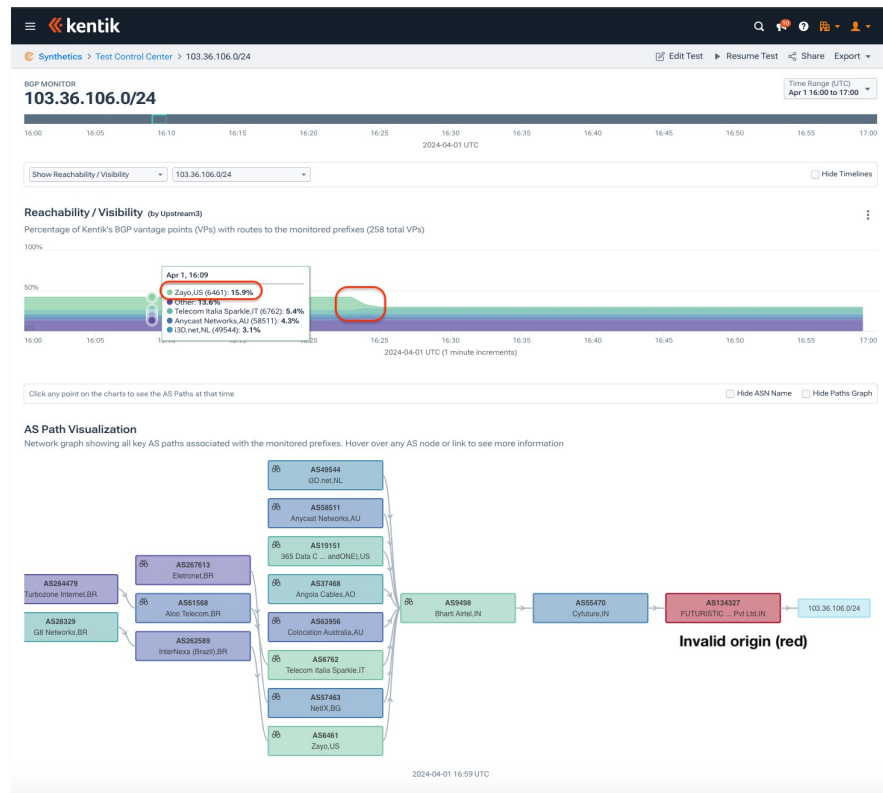 kentik
10
Synthetics > Test Control Center > 103.36.106.0/24
Edit Test
Resume Test
Share
Export
BGP MONITOR
103.36.106.0/24
Time Range (UTC)
Apr 1 16:00 to 17:00
16:00 16:05 16:10 16:15 16:20 16:25 16:30 16:35 16:40 16:45 16:50 16:55 17:00
2024-04-01 UTC
Show Reachability / Visibility
103.36.106.0/24
Hide Timelines
Reachability / Visibility (by Upstream3)
Percentage of Kentik's BGP vantage points (VPs) with routes to the monitored prefixes (258 total VPs)
100%
50%
Apr 1, 16:09
Zayo,US (6461): 15.9%
Other: 13.6%
Telecom Italia Sparkle,IT (6762): 5.4%
Anycast Networks,AU (58511): 4.3%
i3D.net,NL (49544): 3.1%
16:00 16:05 16:25 16:30 16:35 16:40 16:45 16:50 16:55 17:00
2024-04-01 UTC (1 minute increments)
Click any point on the charts to see the AS Paths at that time
Hide ASN Name
Hide Paths Graph
AS Path Visualization
Network graph showing all key AS paths associated with the monitored prefixes. Hover over any AS node or link to see more information
AS264479
Turbozone Internet,BR
AS28329
G8 Networks,BR
AS267613
Eletronet,BR
AS61568
Aloo Telecom,BR
AS262589
InterNexa (Brazil),BR
AS49544
i3D.net,NL
AS58511
Anycast Networks,AU
AS19151
365 Data C ... andONE),US
AS37468
Angola Cables,AO
AS63956
Colocation Australia,AU
AS6762
Telecom Italia Sparkle,IT
AS57463
NetIX,BG
AS6461
Zayo,US
AS9498
Bharti Airtel,IN
AS55470
Cyfuture,IN
AS134327
FUTURISTIC ... Pvt Ltd,IN
103.36.106.0/24
Invalid origin (red)
2024-04-01 16:59 UTC